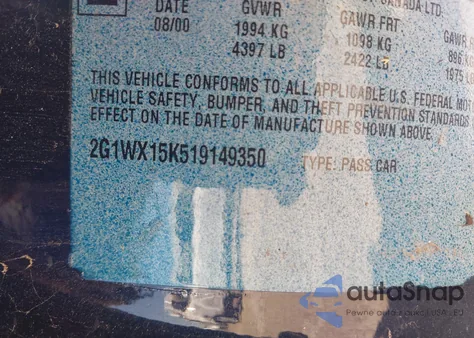 CANADA LTD.
DATE GVWR GAWR FRT
08/00 1994 KG 1098 KG
4397 LB 2422 LB
THIS VEHICLE CONFORMS TO ALL APPLICABLE U.S. FEDERAL
VEHICLE SAFETY, BUMPER, AND THEFT PREVENTION STANDARDS
EFFECT ON THE DATE OF MANUFACTURE SHOWN ABOVE
2G1WX15K519149350 TYPE: PASS CAR
autoSnap